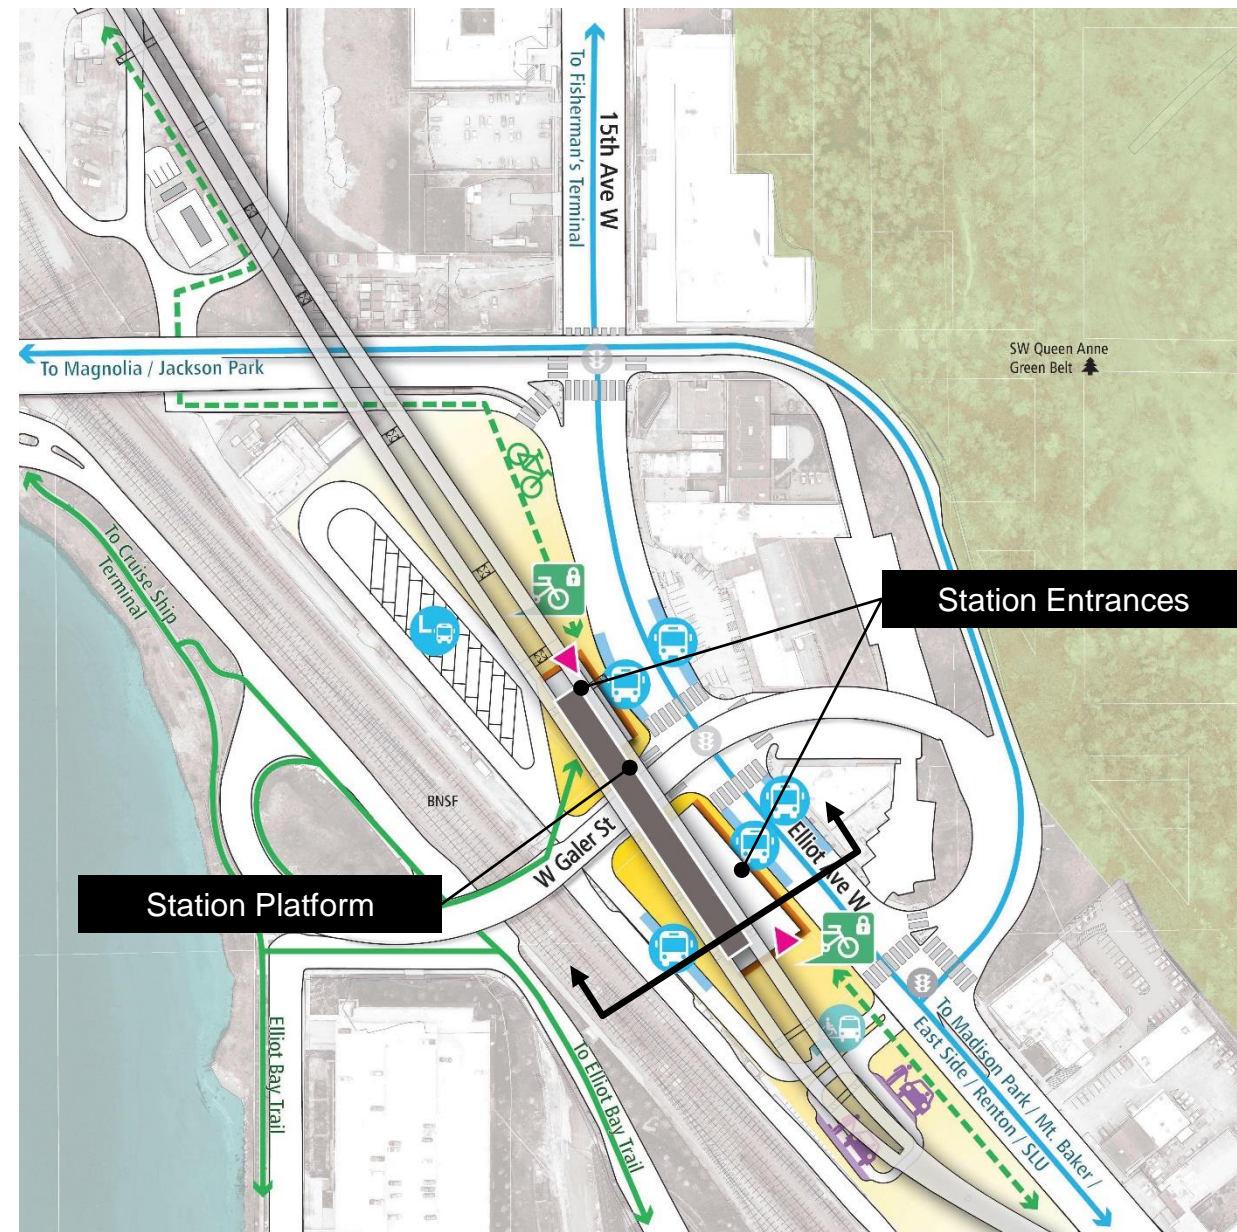 To Fisherman's Terminal
15th Ave W
To Magnolia / Jackson Park
SW Queen Anne
Green Belt
To Cruise Ship
Terminal
Station Entrances
L
BNSF
W Galer St
Elliot Ave W
Station Platform
Elliot Bay Trail
To Elliot Bay Trail
To Madison Park / Mt. Baker /
East Side / Renton / SLU